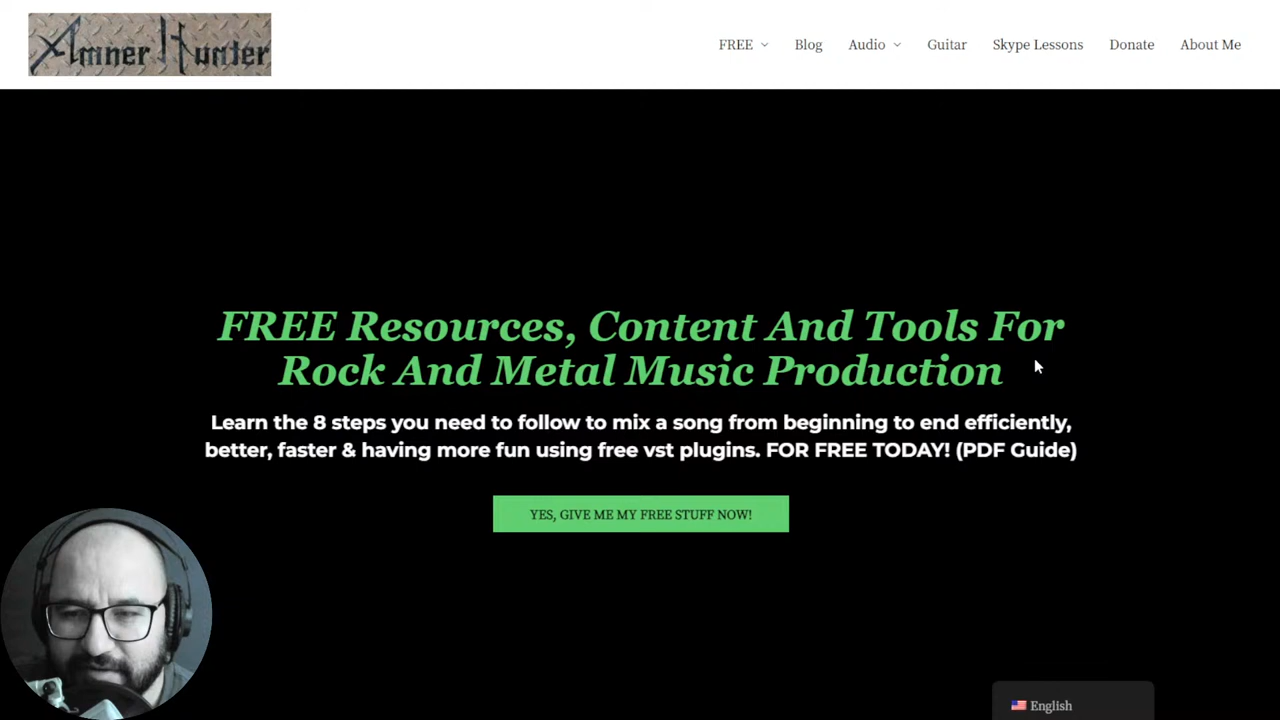 Amner Hunter
FREE
Blog
Audio
Guitar
Skype Lessons
Donate
About Me
FREE Resources, Content And Tools For
Rock And Metal Music Production
Learn the 8 steps you need to follow to mix a song from beginning to end efficiently,
better, faster & having more fun using free vst plugins. FOR FREE TODAY! (PDF Guide)
YES, GIVE ME MY FREE STUFF NOW!
English